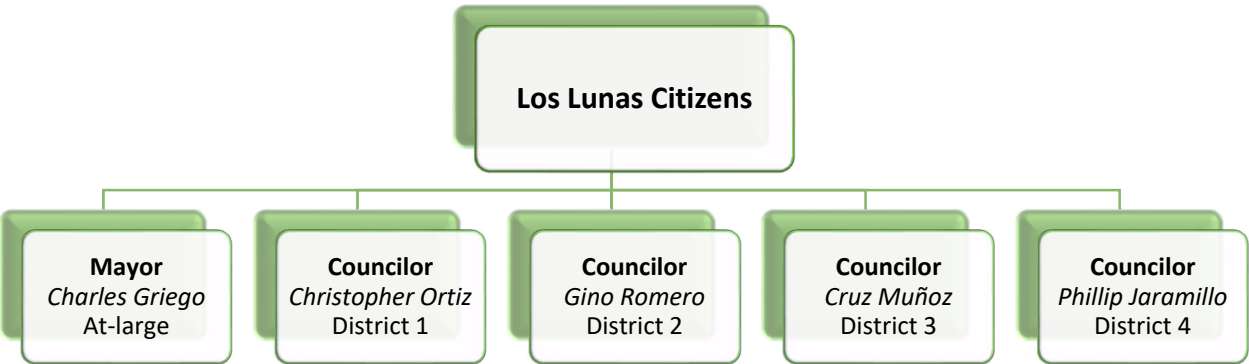 Los Lunas Citizens
Mayor
Charles Griego
At-large
Councilor
Christopher Ortiz
District 1
Councilor
Gino Romero
District 2
Councilor
Cruz Muñoz
District 3
Councilor
Phillip Jaramillo
District 4